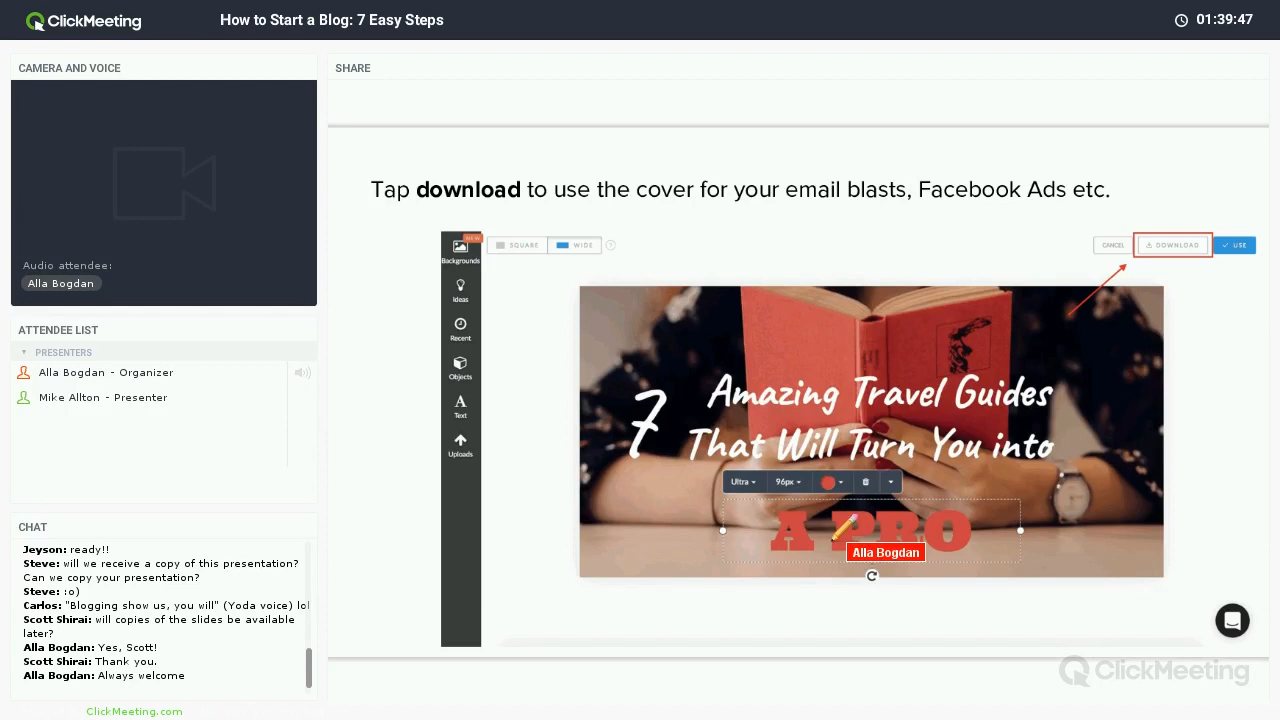 ClickMeeting
How to Start a Blog: 7 Easy Steps
01:39:47
CAMERA AND VOICE
Audio attendee:
Alla Bogdan
ATTENDEE LIST
PRESENTERS
Alla Bogdan - Organizer
Mike Allton - Presenter
CHAT
Jeyson: ready!!
Steve: will we receive a copy of this presentation?
Can we copy your presentation?
Steve: :o)
Carlos: "Blogging show us, you will" (Yoda voice) lol
Scott Shirai: will copies of the slides be available
later?
Alla Bogdan: Yes, Scott!
Scott Shirai: Thank you.
Alla Bogdan: Always welcome
ClickMeeting.com
SHARE
Tap download to use the cover for your email blasts, Facebook Ads etc.
NEW
Backgrounds
Ideas
Recent
Objects
Text
Uploads
SQUARE
WIDE
?
CANCEL
DOWNLOAD
USE
7
Amazing Travel Guides
That Will Turn You into
Ultra
96px
A PRO
Alla Bogdan
ClickMeeting